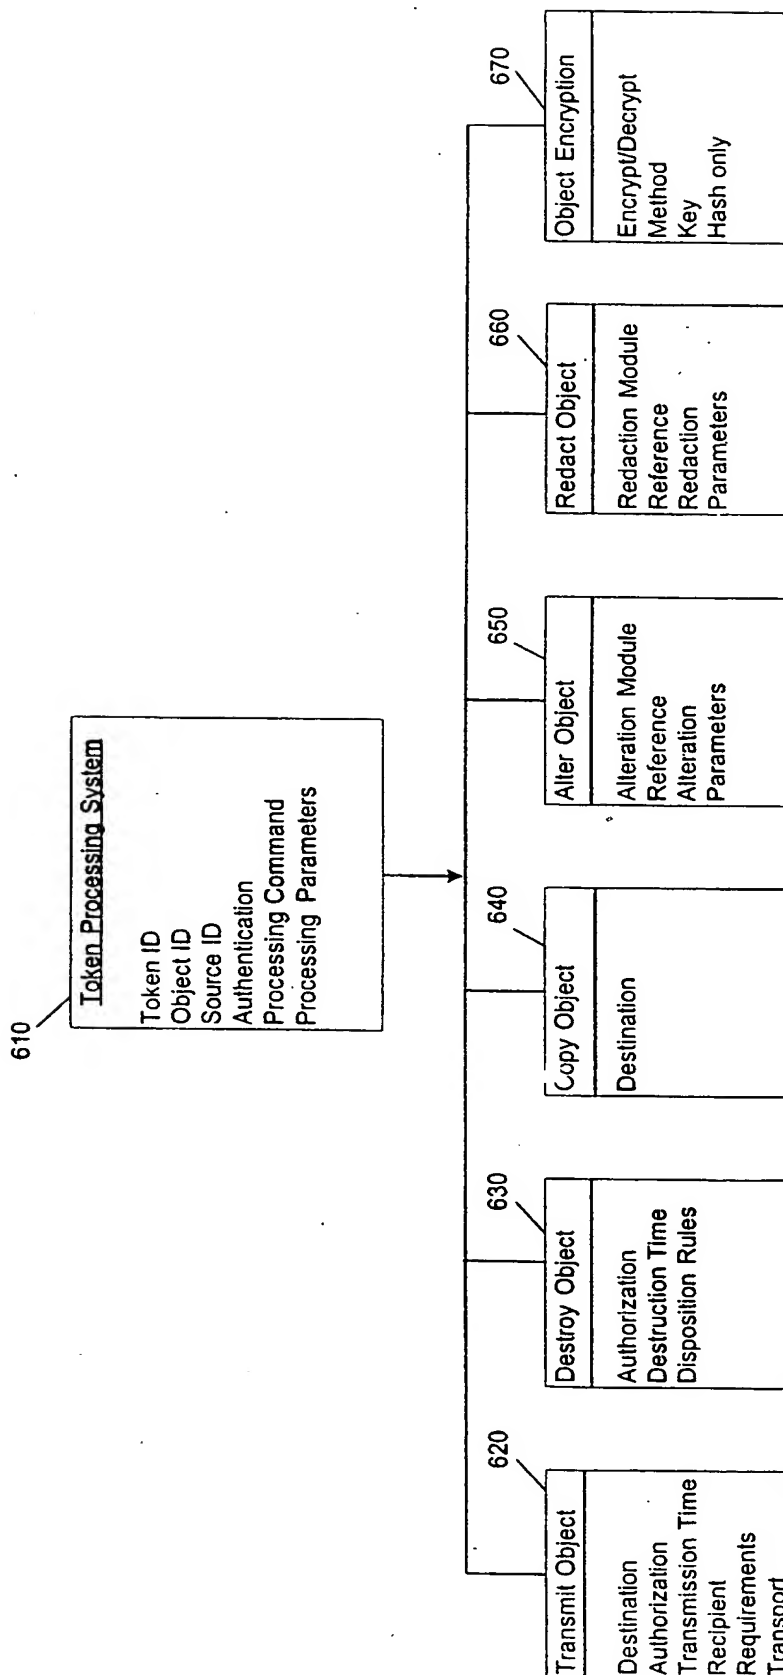 610
Token Processing System
Token ID
Object ID
Source ID
Authentication
Processing Command
Processing Parameters
620
Transmit Object
Destination
Authorization
Transmission Time
Recipient
Requirements
Transport
630
Destroy Object
Authorization
Destruction Time
Disposition Rules
640
Copy Object
Destination
650
Alter Object
Alteration Module
Reference
Alteration
Parameters
660
Redact Object
Redaction Module
Reference
Redaction
Parameters
670
Object Encryption
Encrypt/Decrypt
Method
Key
Hash only